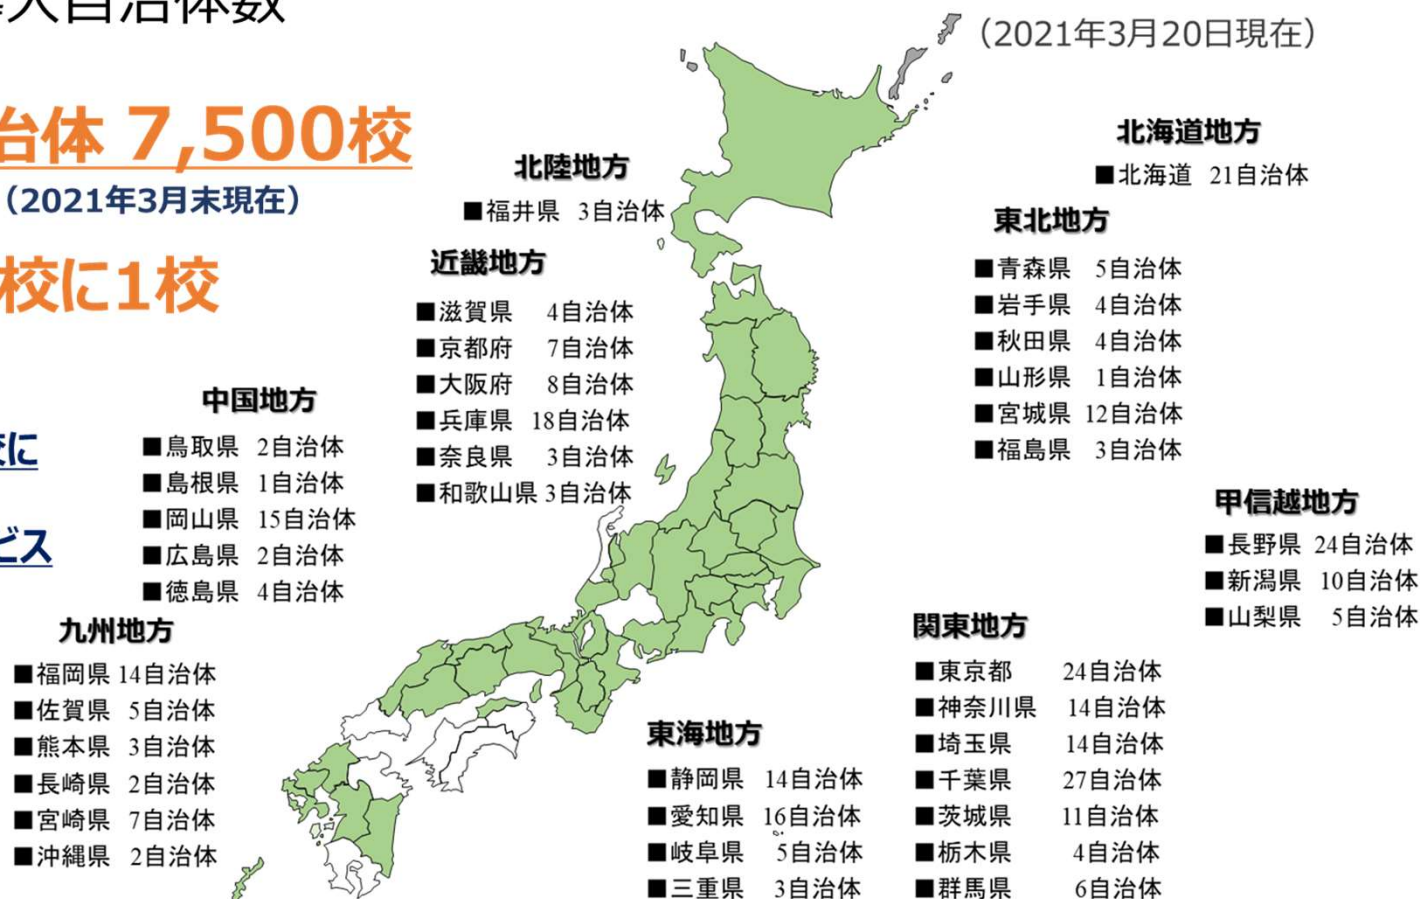 入自治体数
（2021年3月20日現在）
治体 7,500校
（2021年3月末現在）
校に1校
に
ビス
北海道地方
■北海道 21自治体
東北地方
■青森県 5自治体
■岩手県 4自治体
■秋田県 4自治体
■山形県 1自治体
■宮城県 12自治体
■福島県 3自治体
北陸地方
■福井県 3自治体
近畿地方
■滋賀県 4自治体
■京都府 7自治体
■大阪府 8自治体
■兵庫県 18自治体
■奈良県 3自治体
■和歌山県 3自治体
中国地方
■鳥取県 2自治体
■島根県 1自治体
■岡山県 15自治体
■広島県 2自治体
■徳島県 4自治体
甲信越地方
■長野県 24自治体
■新潟県 10自治体
■山梨県 5自治体
九州地方
■福岡県 14自治体
■佐賀県 5自治体
■熊本県 3自治体
■長崎県 2自治体
■宮崎県 7自治体
■沖縄県 2自治体
東海地方
■静岡県 14自治体
■愛知県 16自治体
■岐阜県 5自治体
■三重県 3自治体
関東地方
■東京都 24自治体
■神奈川県 14自治体
■埼玉県 14自治体
■千葉県 27自治体
■茨城県 11自治体
■栃木県 4自治体
■群馬県 6自治体